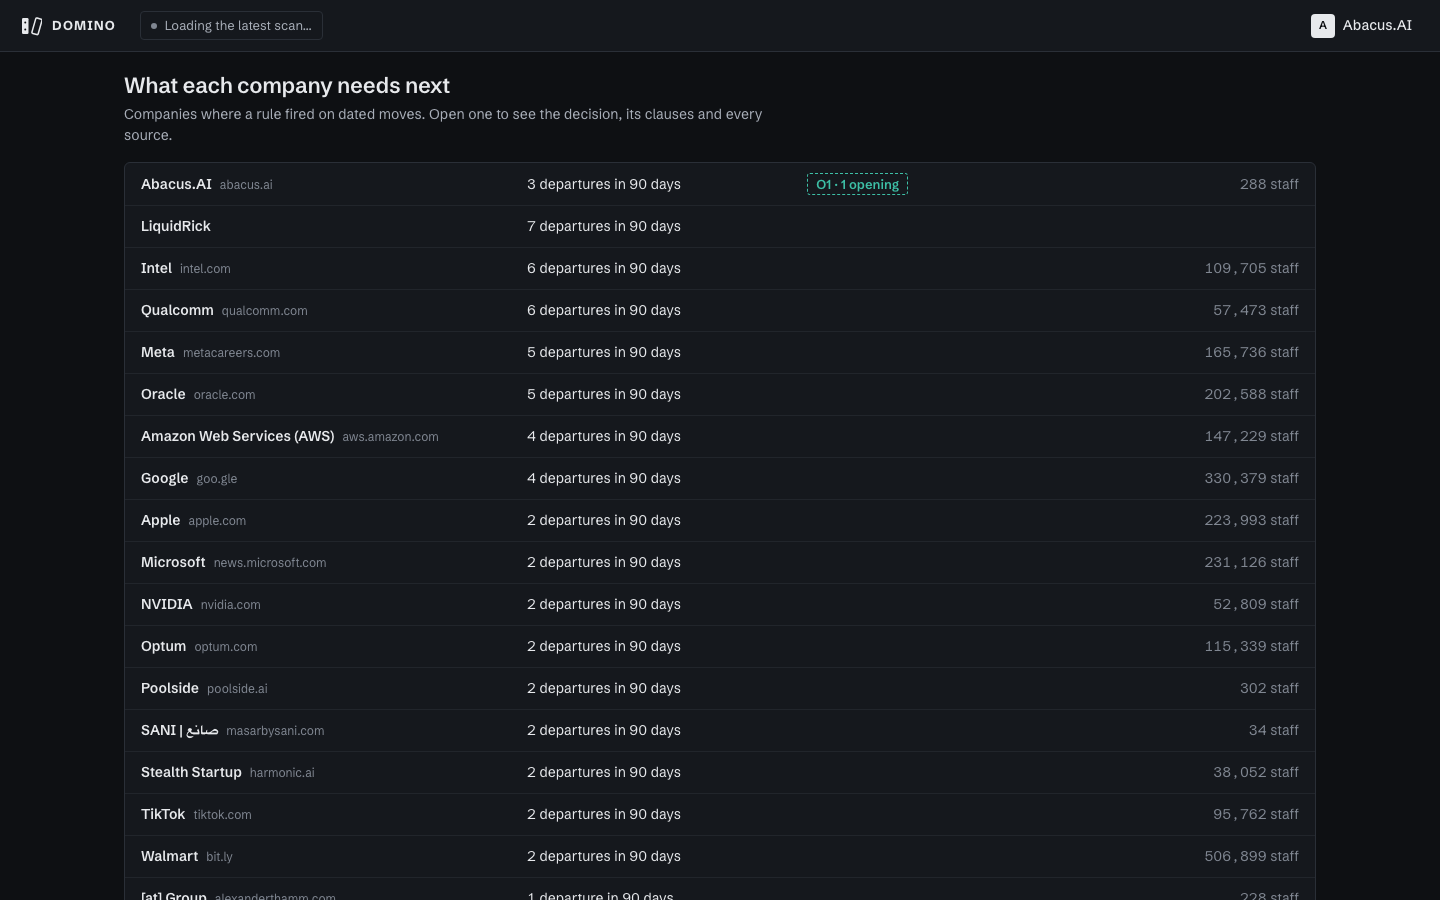 DOMINO
Loading the latest scan...
A Abacus.AI
What each company needs next
Companies where a rule fired on dated moves. Open one to see the decision, its clauses and every
source.
Abacus.AI abacus.ai 3 departures in 90 days O1 · 1 opening 288 staff
LiquidRick 7 departures in 90 days
Intel intel.com 6 departures in 90 days 109,705 staff
Qualcomm qualcomm.com 6 departures in 90 days 57,473 staff
Meta metacareers.com 5 departures in 90 days 165,736 staff
Oracle oracle.com 5 departures in 90 days 202,588 staff
Amazon Web Services (AWS) aws.amazon.com 4 departures in 90 days 147,229 staff
Google goo.gle 4 departures in 90 days 330,379 staff
Apple apple.com 2 departures in 90 days 223,993 staff
Microsoft news.microsoft.com 2 departures in 90 days 231,126 staff
NVIDIA nvidia.com 2 departures in 90 days 52,809 staff
Optum optum.com 2 departures in 90 days 115,339 staff
Poolside poolside.ai 2 departures in 90 days 302 staff
SANI | صانع masarbysani.com 2 departures in 90 days 34 staff
Stealth Startup harmonic.ai 2 departures in 90 days 38,052 staff
TikTok tiktok.com 2 departures in 90 days 95,762 staff
Walmart bit.ly 2 departures in 90 days 506,899 staff
[at] Group alexanderthamm.com 1 departure in 90 days 228 staff